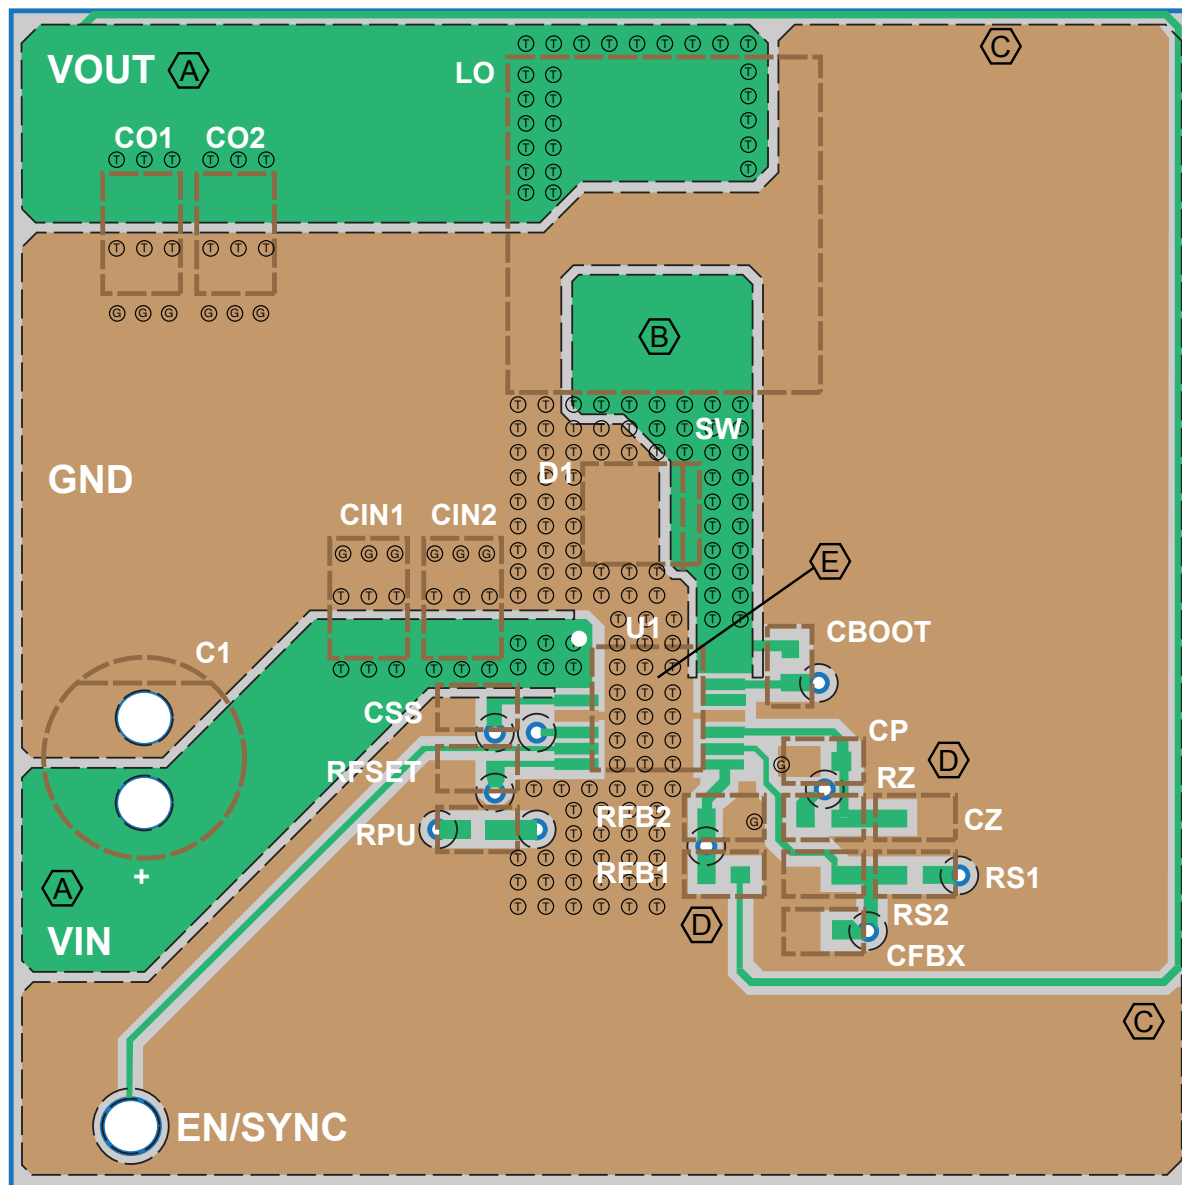 C
VOUT A
LO
CO1 CO2
B
SW
D1
GND
CIN1 CIN2
E
U1
CBOOT
C1
CSS
CP
D
RFSET
RZ
RFB2
CZ
RPU
RFB1
RS1
+
A
RS2
D
VIN
CFBX
C
EN/SYNC